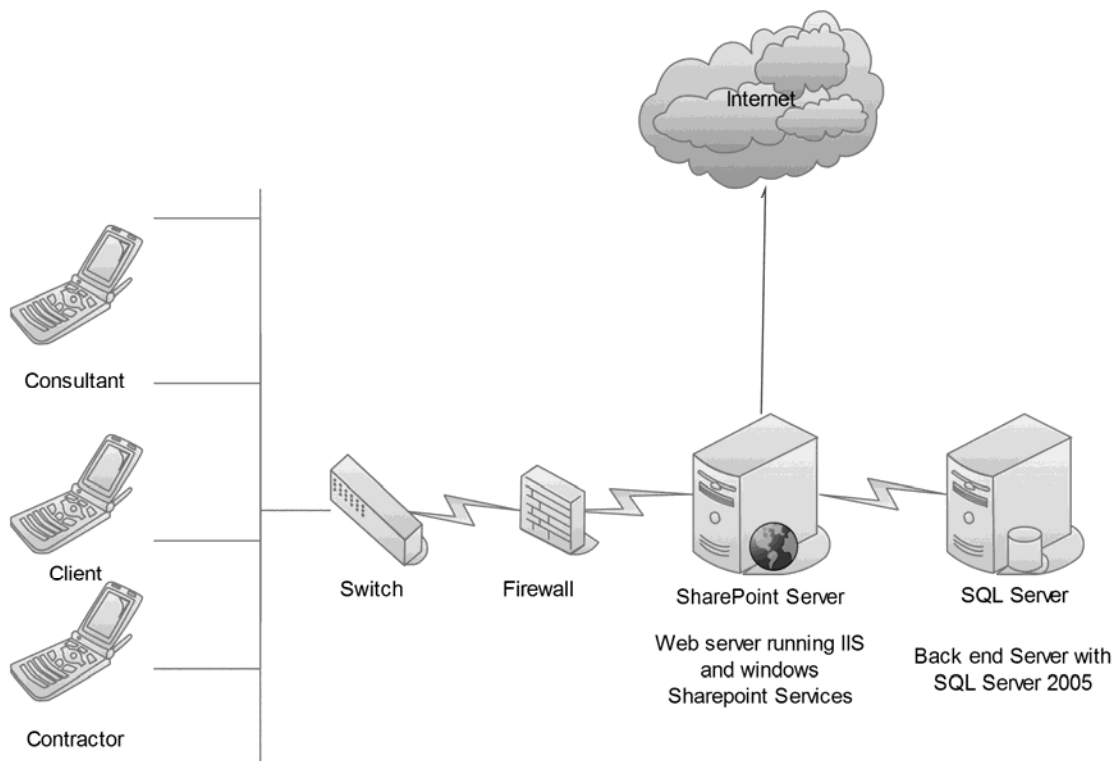 Internet
Consultant
Client
Contractor
Switch
Firewall
SharePoint Server
Web server running IIS
and windows
Sharepoint Services
SQL Server
Back end Server with
SQL Server 2005